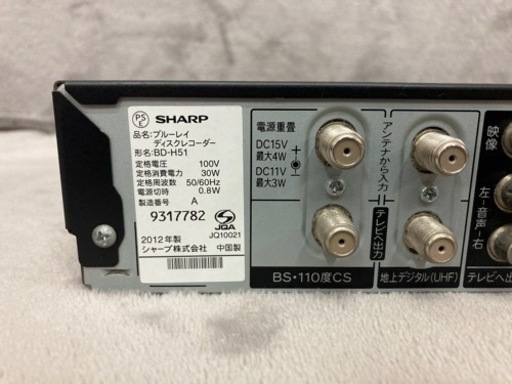 PS
E
SHARP
品名:ブルーレイ
ディスクレコーダー
形名:BD-H51
定格電圧 100V
定格消費電力 30W
定格周波数 50/60Hz
電源切時 0.8W
製造番号 A
9317782
JQA
JQ10021
2012年製
シャープ株式会社 中国製
電源重畳
DC15V
最大4W
DC11V
最大3W
+
-
BS・110度CS
アンテナから入力
テレビへ出力
地上デジタル(UHF)
映像
左-音声-右
テレビへ出